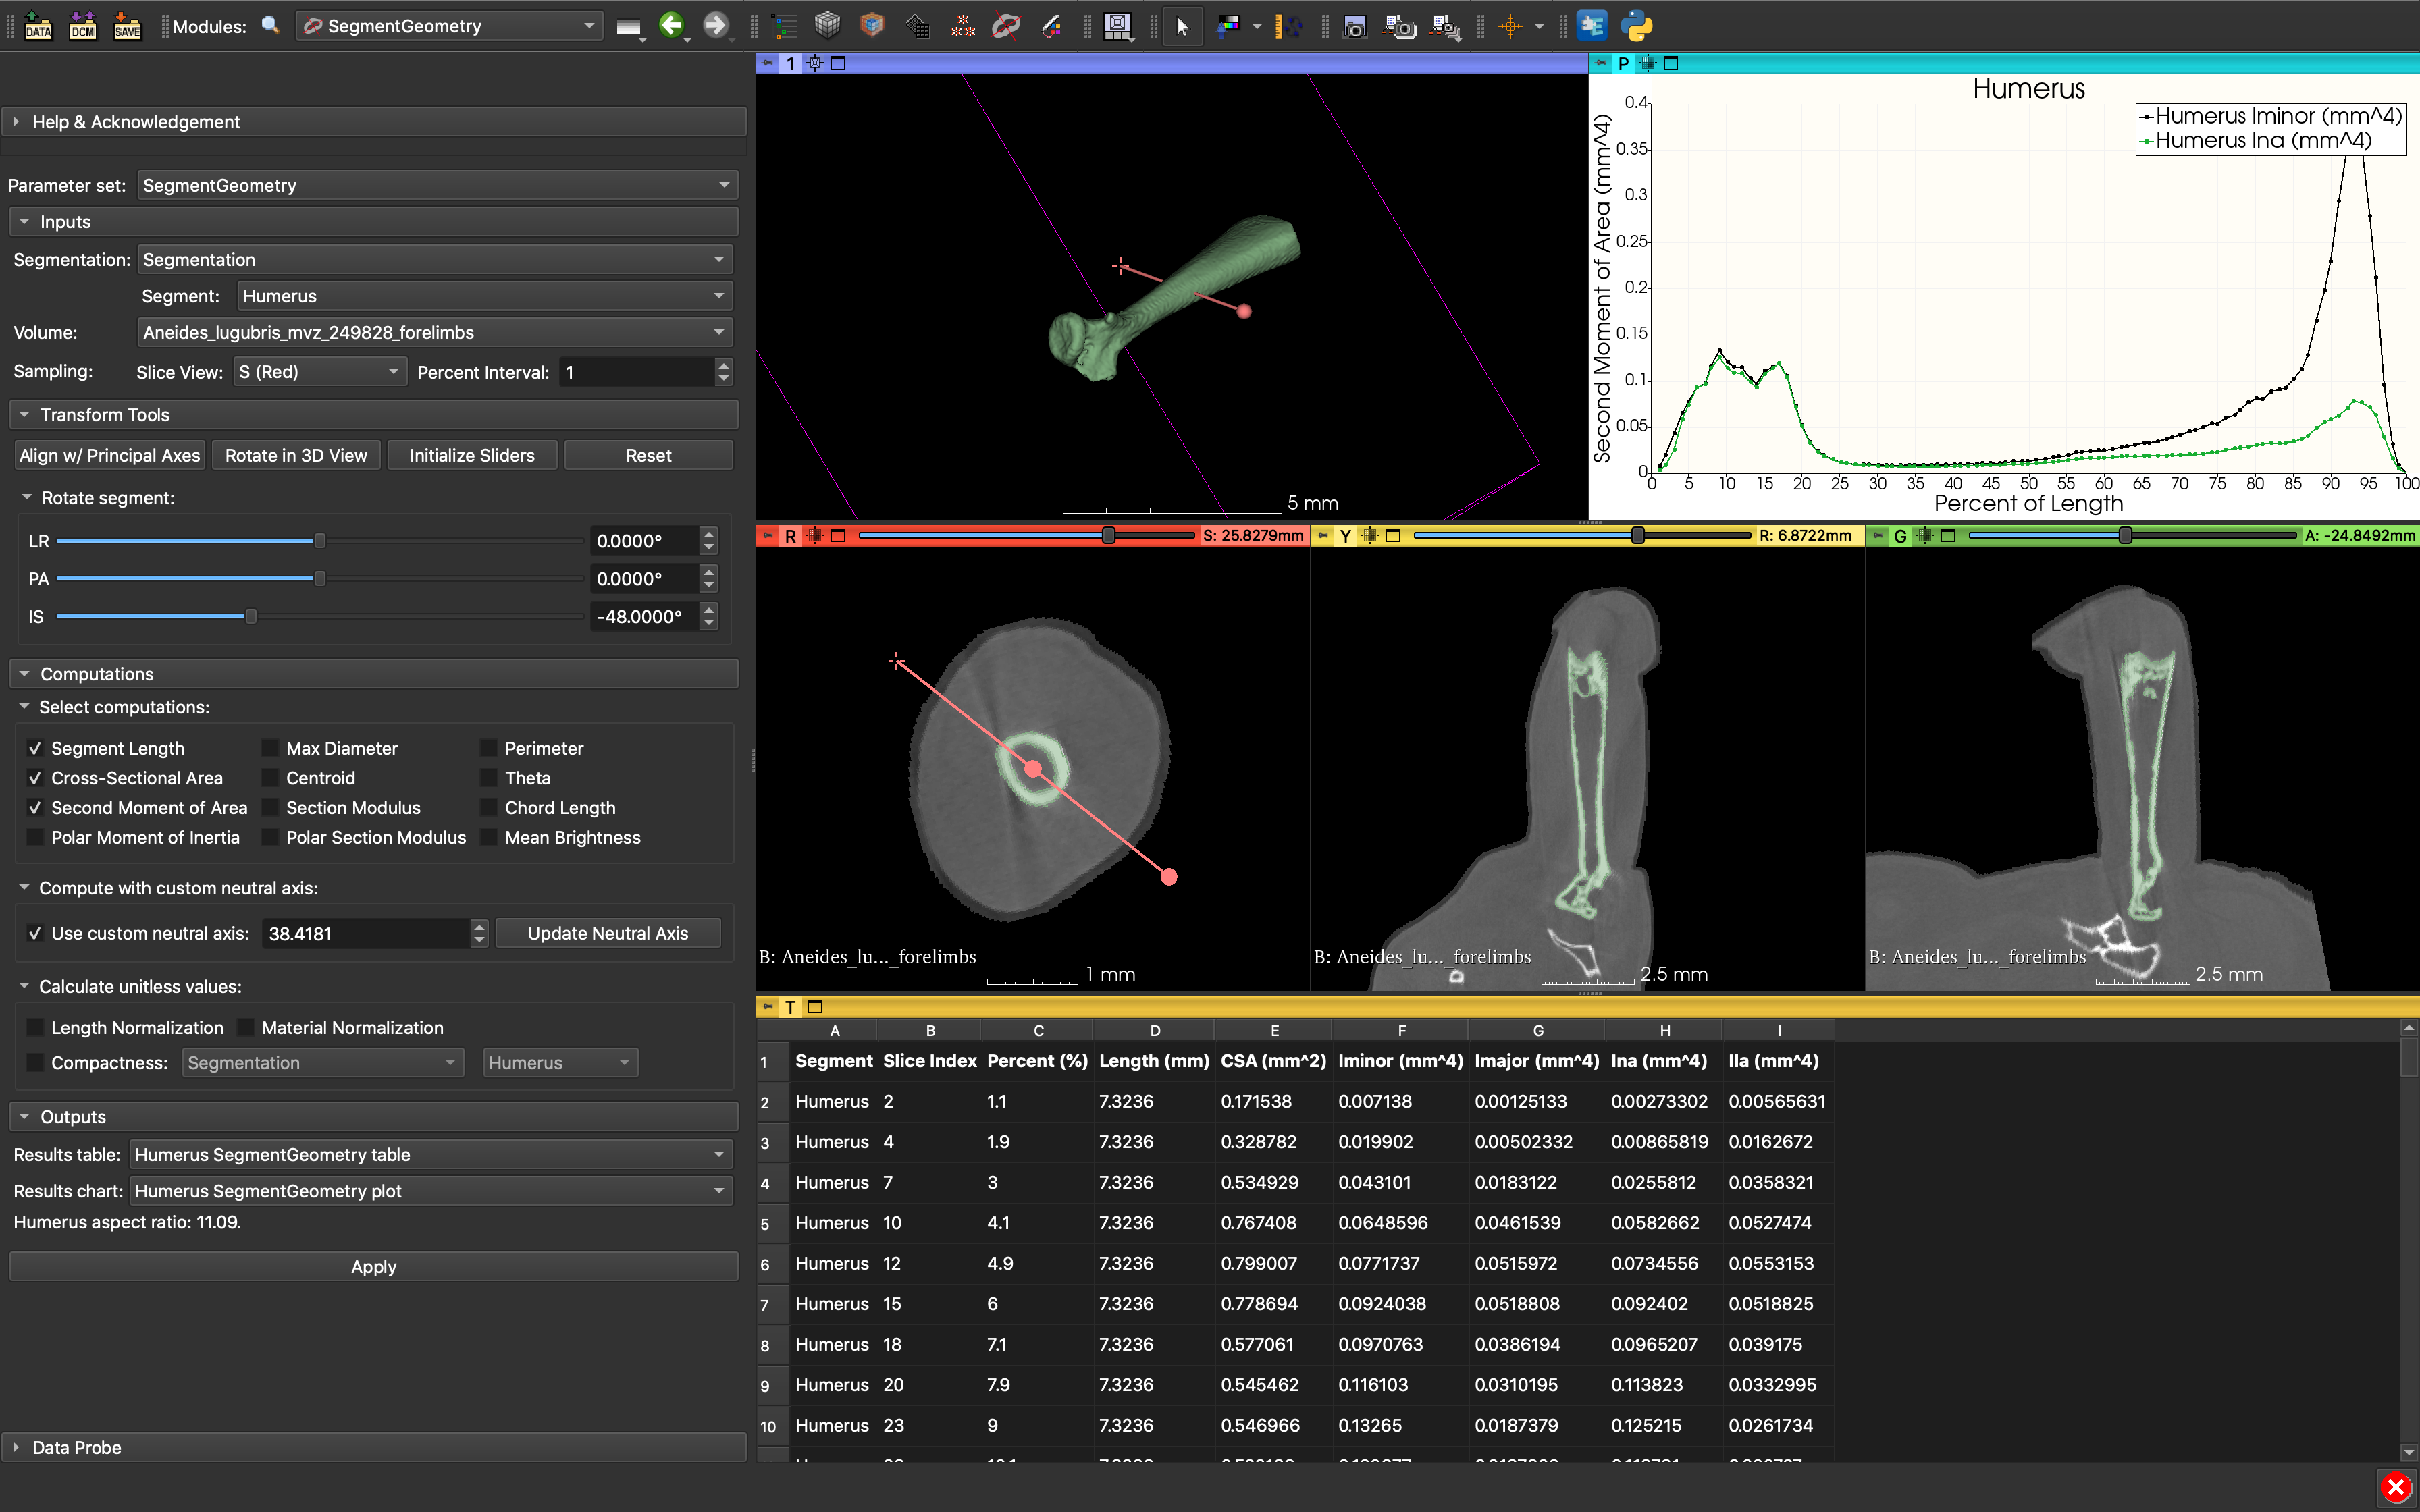 DATA DCM SAVE Modules: SegmentGeometry
Help & Acknowledgement
Parameter set: SegmentGeometry
Inputs
Segmentation: Segmentation
Segment: Humerus
Volume: Aneides_lugubris_mvz_249828_forelimbs
Sampling: Slice View: S (Red) Percent Interval: 1
Transform Tools
Align w/ Principal Axes Rotate in 3D View Initialize Sliders Reset
Rotate segment:
LR 0.0000°
PA 0.0000°
IS -48.0000°
Computations
Select computations:
Segment Length Max Diameter Perimeter
Cross-Sectional Area Centroid Theta
Second Moment of Area Section Modulus Chord Length
Polar Moment of Inertia Polar Section Modulus Mean Brightness
Compute with custom neutral axis:
Use custom neutral axis: 38.4181 Update Neutral Axis
Calculate unitless values:
Length Normalization Material Normalization
Compactness: Segmentation Humerus
Outputs
Results table: Humerus SegmentGeometry table
Results chart: Humerus SegmentGeometry plot
Humerus aspect ratio: 11.09.
Apply
Data Probe
1
5 mm
P
Humerus
Humerus Iminor (mm^4)
Humerus Ina (mm^4)
Second Moment of Area (mm^4)
0.4
0.35
0.3
0.25
0.2
0.15
0.1
0.05
0
0 5 10 15 20 25 30 35 40 45 50 55 60 65 70 75 80 85 90 95 100
Percent of Length
R S: 25.8279mm
B: Aneides_lu..._forelimbs
1 mm
Y R: 6.8722mm
B: Aneides_lu..._forelimbs
2.5 mm
G A: -24.8492mm
B: Aneides_lu..._forelimbs
2.5 mm
T
A B C D E F G H I
1 Segment Slice Index Percent (%) Length (mm) CSA (mm^2) Iminor (mm^4) Imajor (mm^4) Ina (mm^4) Ila (mm^4)
2 Humerus 2 1.1 7.3236 0.171538 0.007138 0.00125133 0.00273302 0.00565631
3 Humerus 4 1.9 7.3236 0.328782 0.019902 0.00502332 0.00865819 0.0162672
4 Humerus 7 3 7.3236 0.534929 0.043101 0.0183122 0.0255812 0.0358321
5 Humerus 10 4.1 7.3236 0.767408 0.0648596 0.0461539 0.0582662 0.0527474
6 Humerus 12 4.9 7.3236 0.799007 0.0771737 0.0515972 0.0734556 0.0553153
7 Humerus 15 6 7.3236 0.778694 0.0924038 0.0518808 0.092402 0.0518825
8 Humerus 18 7.1 7.3236 0.577061 0.0970763 0.0386194 0.0965207 0.039175
9 Humerus 20 7.9 7.3236 0.545462 0.116103 0.0310195 0.113823 0.0332995
10 Humerus 23 9 7.3236 0.546966 0.13265 0.0187379 0.125215 0.0261734